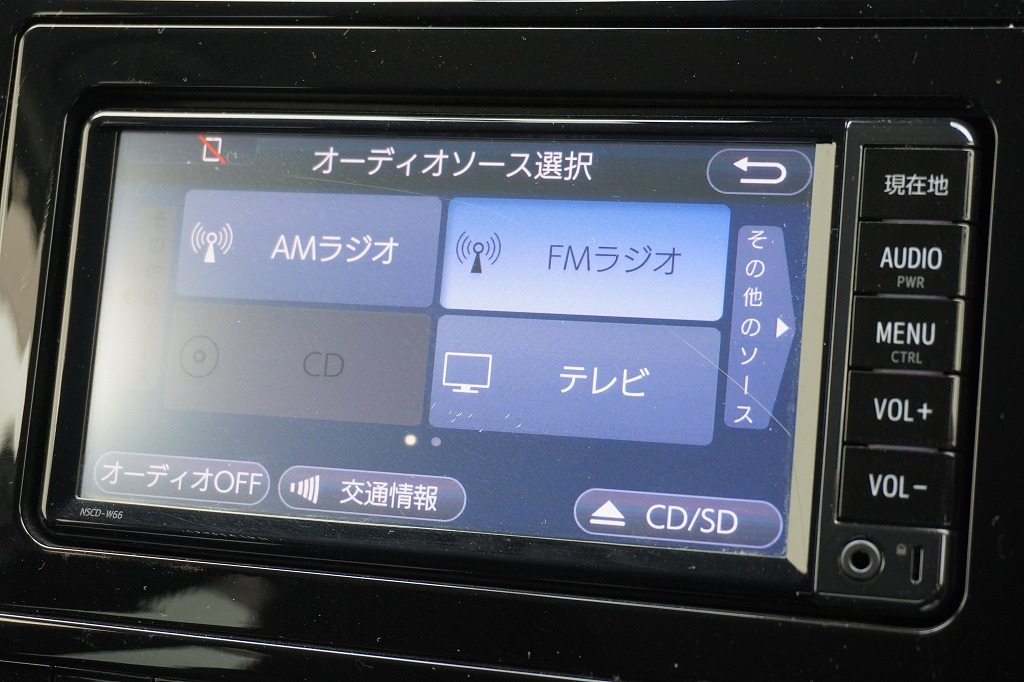 オーディオソース選択
AMラジオ
FMラジオ
その他のソース
CD
テレビ
オーディオOFF
交通情報
CD/SD
NSCD-W66
現在地
AUDIO
PWR
MENU
CTRL
VOL+
VOL-